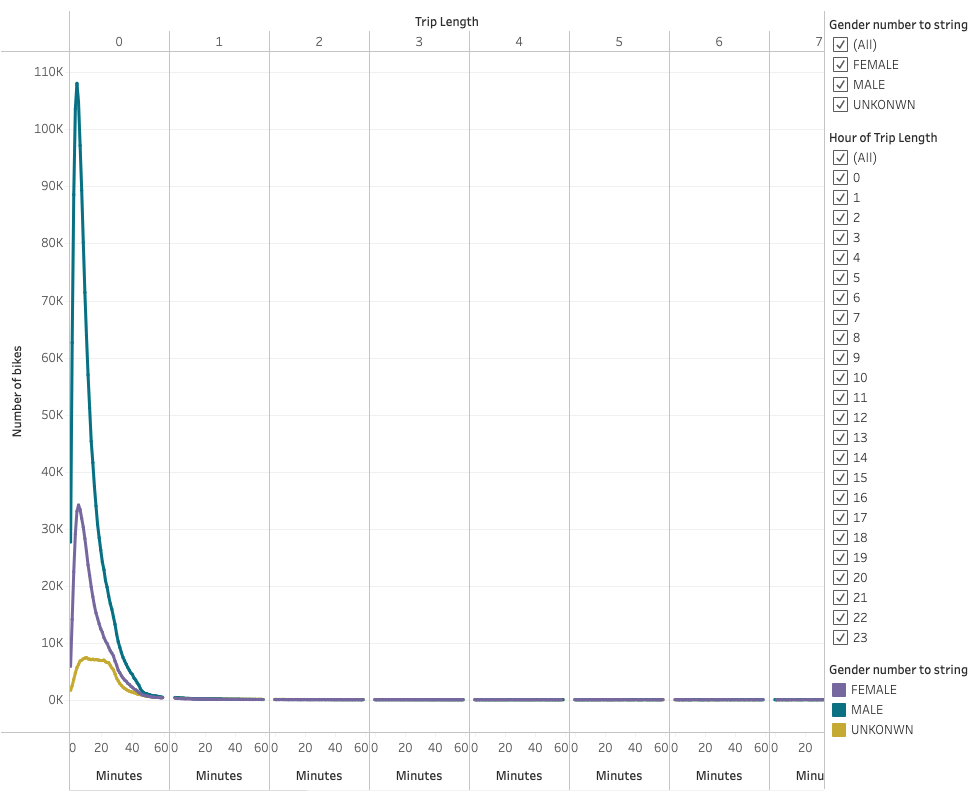 Trip Length
0 1 2 3 4 5 6 7
110K
100K
90K
80K
70K
60K
50K
40K
30K
20K
10K
0K
Number of bikes
0 20 40 60 0 20 40 60 0 20 40 60 0 20 40 60 0 20 40 60 0 20 40 60 0 20 40 60 0 20
Minutes Minutes Minutes Minutes Minutes Minutes Minutes Minu
Gender number to string
(All)
FEMALE
MALE
UNKONWN
Hour of Trip Length
(All)
0
1
2
3
4
5
6
7
8
9
10
11
12
13
14
15
16
17
18
19
20
21
22
23
Gender number to string
FEMALE
MALE
UNKONWN